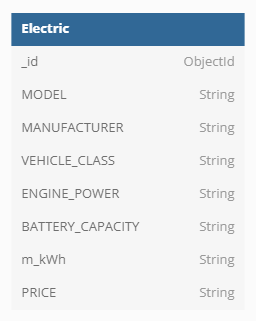 Electric
_id ObjectId
MODEL String
MANUFACTURER String
VEHICLE_CLASS String
ENGINE_POWER String
BATTERY_CAPACITY String
m_kWh String
PRICE String